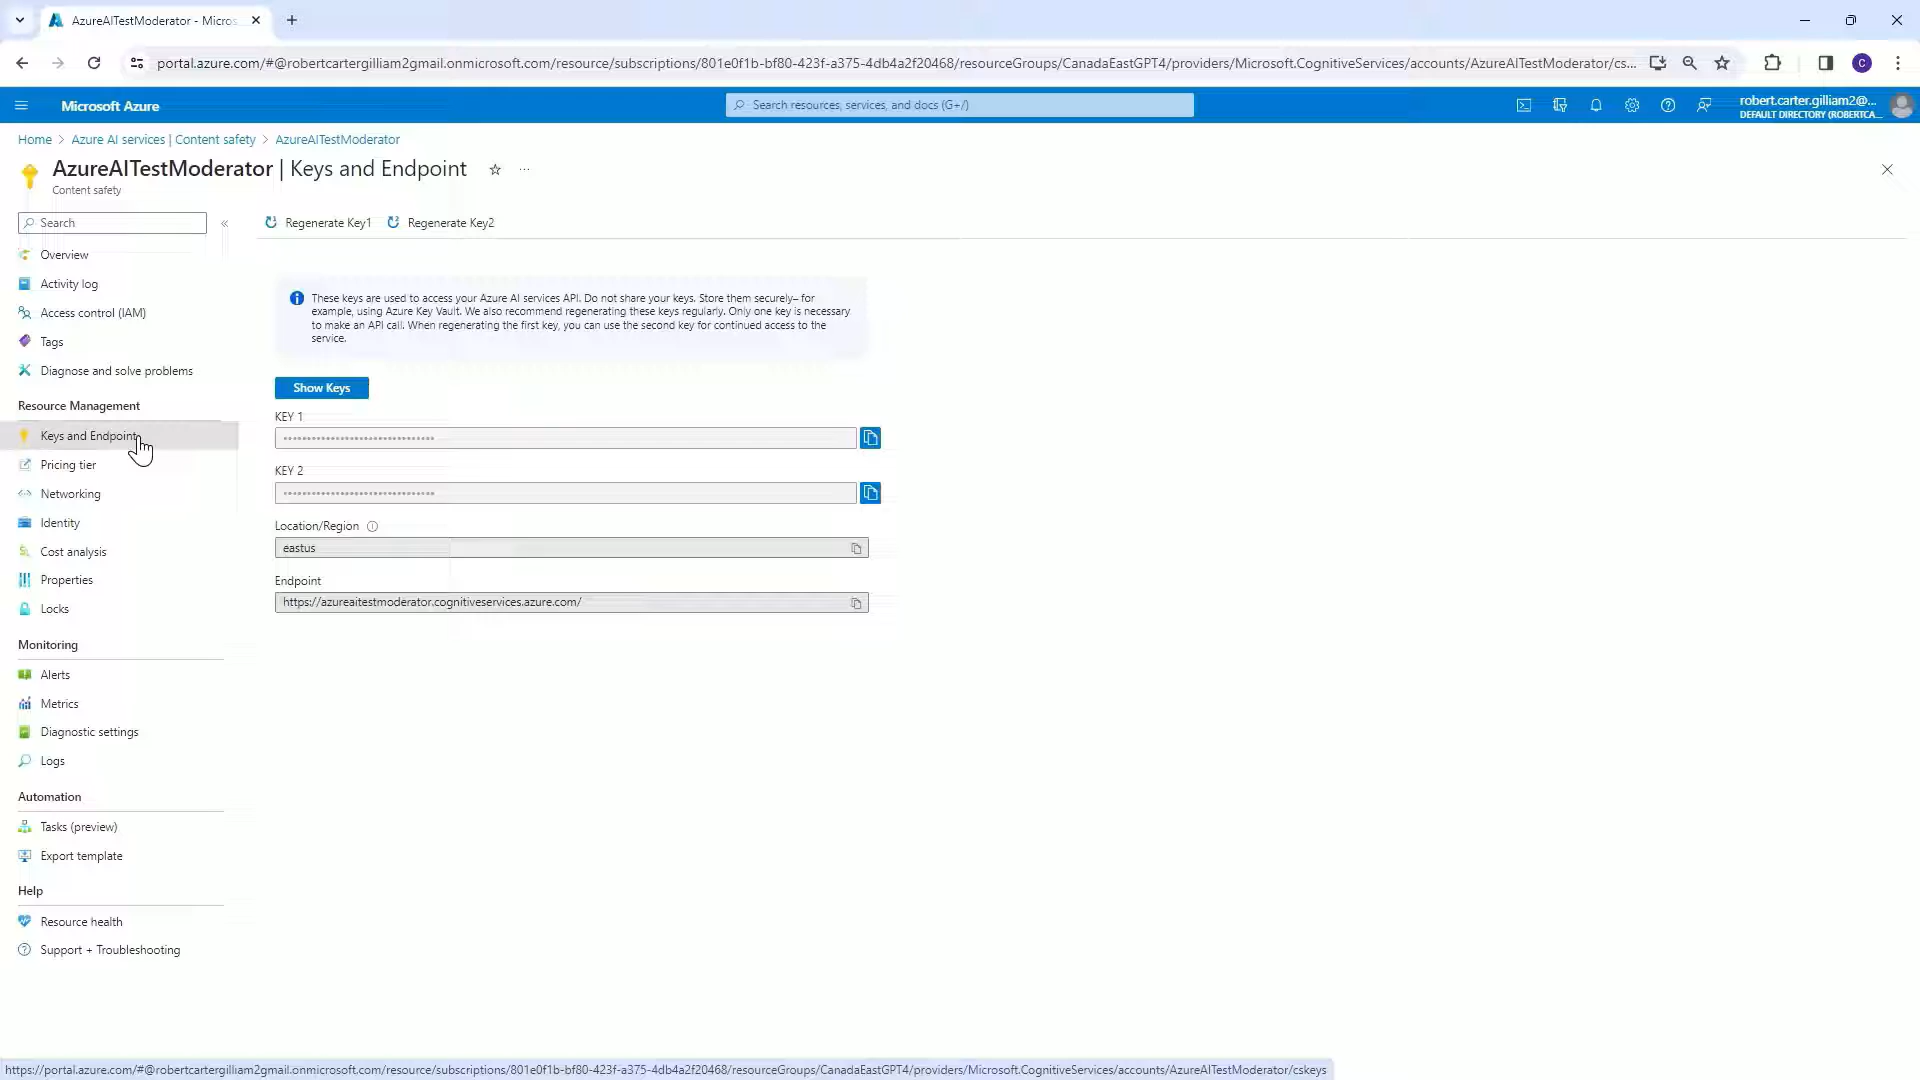 AzureAITestModerator - Micros
portal.azure.com/#@robertcartergilliam2gmail.onmicrosoft.com/resource/subscriptions/801e0f1b-bf80-423f-a375-4db4a2f20468/resourceGroups/CanadaEastGPT4/providers/Microsoft.CognitiveServices/accounts/AzureAITestModerator/cs...
C
Microsoft Azure
Search resources, services, and docs (G+/)
robert.carter.gilliam2@...
DEFAULT DIRECTORY (ROBERTCA...
Home > Azure AI services | Content safety > AzureAITestModerator
AzureAITestModerator | Keys and Endpoint
Content safety
Search
Regenerate Key1
Regenerate Key2
Overview
Activity log
Access control (IAM)
Tags
Diagnose and solve problems
Resource Management
Keys and Endpoint
Pricing tier
Networking
Identity
Cost analysis
Properties
Locks
Monitoring
Alerts
Metrics
Diagnostic settings
Logs
Automation
Tasks (preview)
Export template
Help
Resource health
Support + Troubleshooting
These keys are used to access your Azure AI services API. Do not share your keys. Store them securely– for
example, using Azure Key Vault. We also recommend regenerating these keys regularly. Only one key is necessary
to make an API call. When regenerating the first key, you can use the second key for continued access to the
service.
Show Keys
KEY 1
••••••••••••••••••••••••••••••••
KEY 2
••••••••••••••••••••••••••••••••
Location/Region
eastus
Endpoint
https://azureaitestmoderator.cognitiveservices.azure.com/
https://portal.azure.com/#@robertcartergilliam2gmail.onmicrosoft.com/resource/subscriptions/801e0f1b-bf80-423f-a375-4db4a2f20468/resourceGroups/CanadaEastGPT4/providers/Microsoft.CognitiveServices/accounts/AzureAITestModerator/cskeys